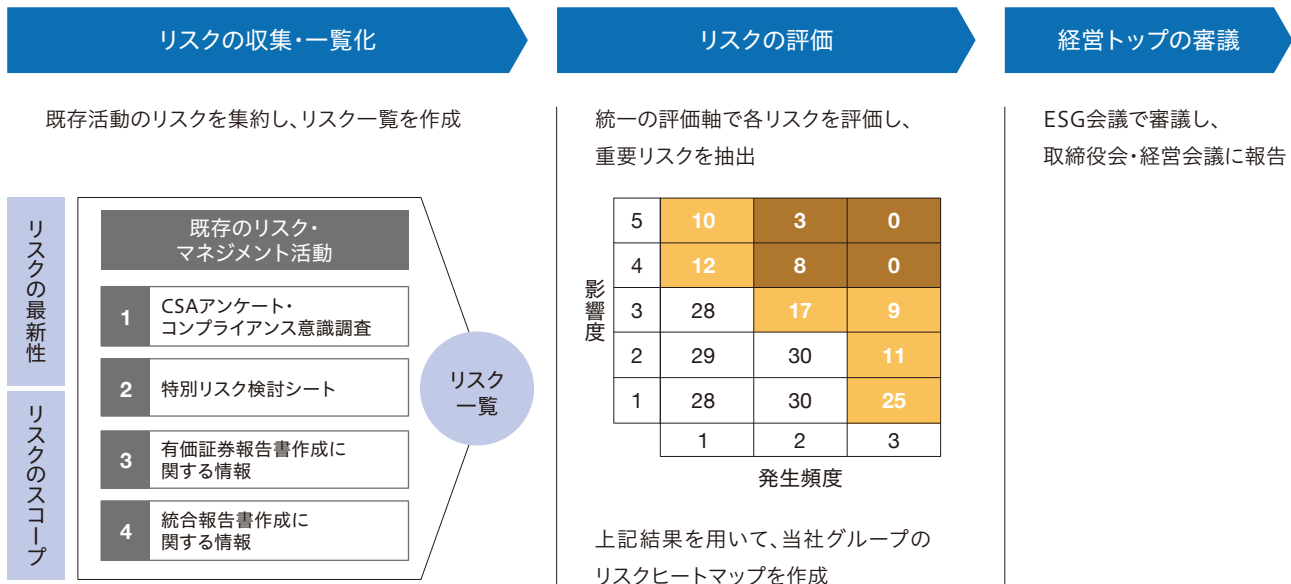 リスクの収集・一覧化
既存活動のリスクを集約し、リスク一覧を作成
リスクの最新性
リスクのスコープ
既存のリスク・
マネジメント活動
1
CSAアンケート・
コンプライアンス意識調査
2
特別リスク検討シート
3
有価証券報告書作成に
関する情報
4
統合報告書作成に
関する情報
リスク
一覧
リスクの評価
統一の評価軸で各リスクを評価し、
重要リスクを抽出
影響度
5 10 3 0
4 12 8 0
3 28 17 9
2 29 30 11
1 28 30 25
1 2 3
発生頻度
上記結果を用いて、当社グループの
リスクヒートマップを作成
経営トップの審議
ESG会議で審議し、
取締役会・経営会議に報告